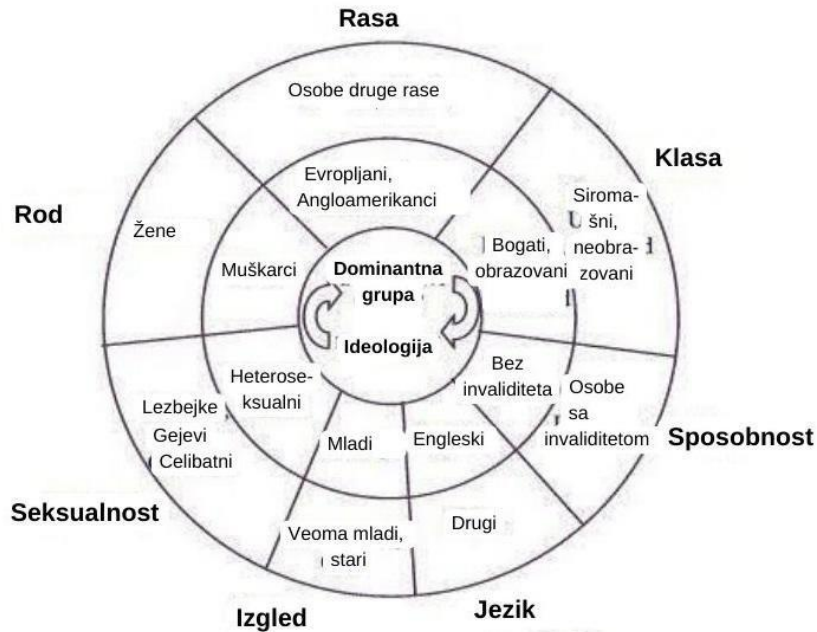 Rasa
Osobe druge rase
Evropljani,
Angloamerikanci
Klasa
Siroma-
šni,
neobra-
zovani
Bogati,
obrazovani
Rod
Žene
Muškarci
Dominantna
grupa
Ideologija
Bez
invaliditeta
Osobe
sa
invaliditetom
Sposobnost
Heterose-
ksualni
Lezbejke
Gejevi
Celibatni
Seksualnost
Mladi
Veoma mladi,
stari
Izgled
Engleski
Drugi
Jezik